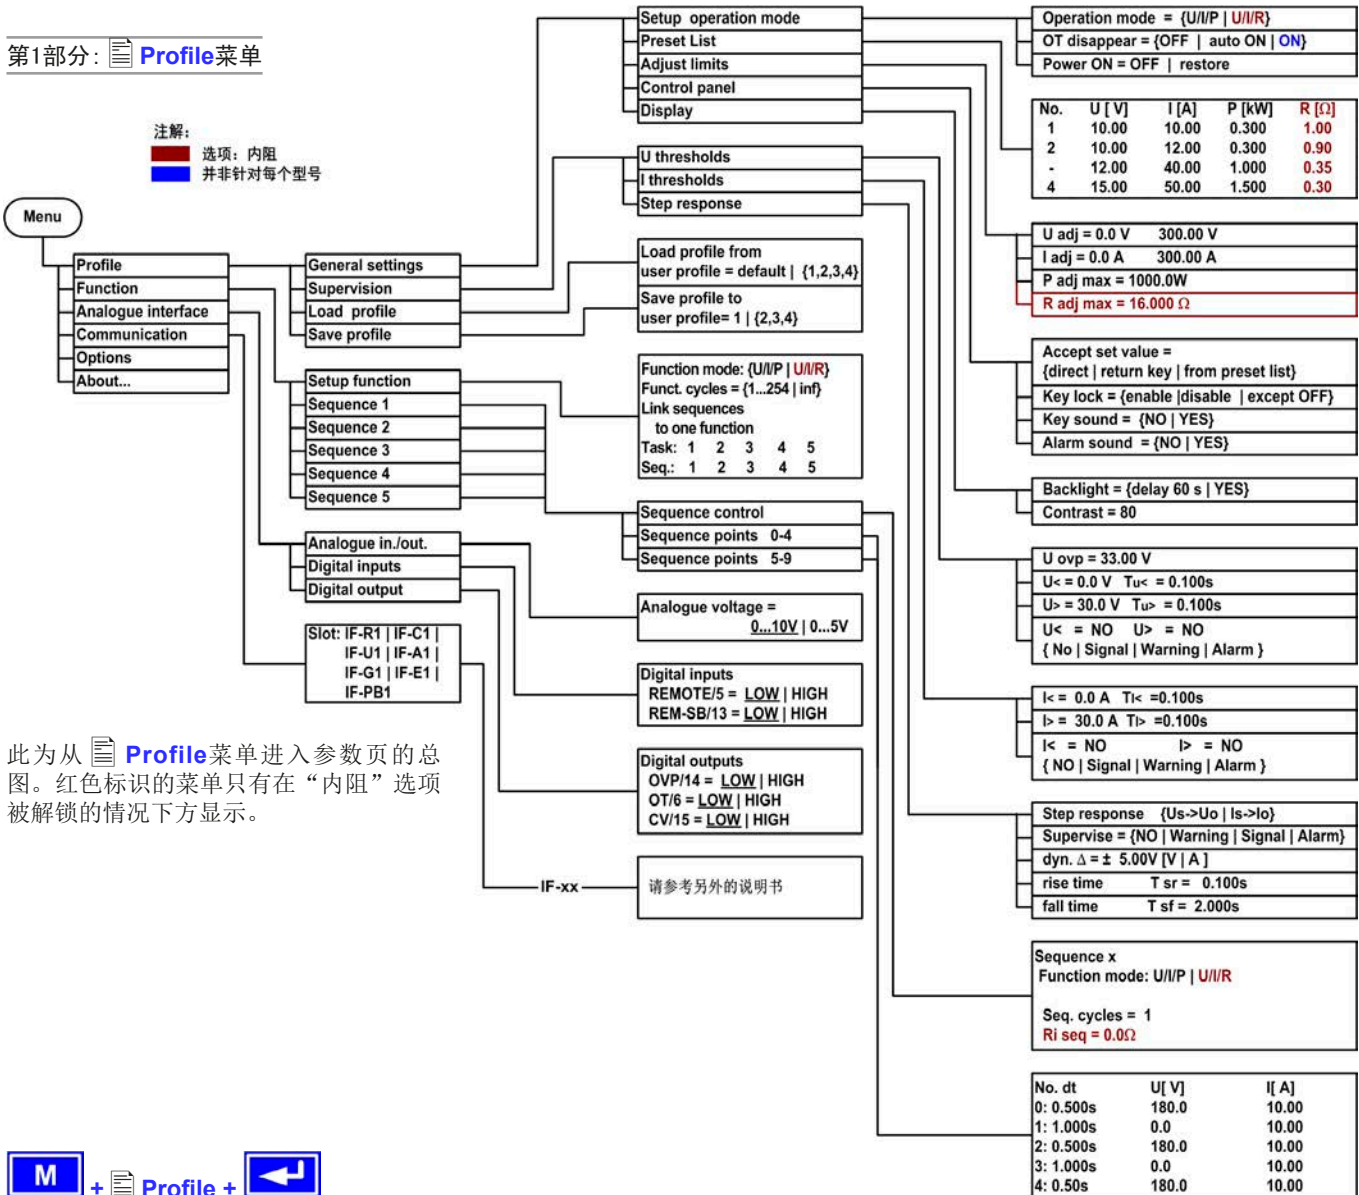 第1部分: Profile菜单
注解:
选项: 内阻
并非针对每个型号
Menu
Profile
Function
Analogue interface
Communication
Options
About...
General settings
Supervision
Load profile
Save profile
Setup function
Sequence 1
Sequence 2
Sequence 3
Sequence 4
Sequence 5
Analogue in./out.
Digital inputs
Digital output
Slot: IF-R1 | IF-C1 |
IF-U1 | IF-A1 |
IF-G1 | IF-E1 |
IF-PB1
此为从 Profile菜单进入参数页的总
图。红色标识的菜单只有在“内阻”选项
被解锁的情况下方显示。
M + Profile +
Setup operation mode
Preset List
Adjust limits
Control panel
Display
U thresholds
I thresholds
Step response
Load profile from
user profile = default | {1,2,3,4}
Save profile to
user profile= 1 | {2,3,4}
Function mode: {U/I/P | U/I/R}
Funct. cycles = {1...254 | inf}
Link sequences
to one function
Task: 1 2 3 4 5
Seq.: 1 2 3 4 5
Sequence control
Sequence points 0-4
Sequence points 5-9
Analogue voltage =
0...10V | 0...5V
Digital inputs
REMOTE/5 = LOW | HIGH
REM-SB/13 = LOW | HIGH
Digital outputs
OVP/14 = LOW | HIGH
OT/6 = LOW | HIGH
CV/15 = LOW | HIGH
IF-xx
请参考另外的说明书
Operation mode = {U/I/P | U/I/R}
OT disappear = {OFF | auto ON | ON}
Power ON = OFF | restore
No. U [ V] I [A] P [kW] R [Ω]
1 10.00 10.00 0.300 1.00
2 10.00 12.00 0.300 0.90
- 12.00 40.00 1.000 0.35
4 15.00 50.00 1.500 0.30
U adj = 0.0 V 300.00 V
I adj = 0.0 A 300.00 A
P adj max = 1000.0W
R adj max = 16.000 Ω
Accept set value =
{direct | return key | from preset list}
Key lock = {enable |disable | except OFF}
Key sound = {NO | YES}
Alarm sound = {NO | YES}
Backlight = {delay 60 s | YES}
Contrast = 80
U ovp = 33.00 V
U< = 0.0 V Tu< = 0.100s
U> = 30.0 V Tu> = 0.100s
U< = NO U> = NO
{ No | Signal | Warning | Alarm }
I< = 0.0 A TI< =0.100s
I> = 30.0 A TI> =0.100s
I< = NO I> = NO
{ NO | Signal | Warning | Alarm }
Step response {Us->Uo | Is->Io}
Supervise = {NO | Warning | Signal | Alarm}
dyn. Δ = ± 5.00V [V | A ]
rise time T sr = 0.100s
fall time T sf = 2.000s
Sequence x
Function mode: U/I/P | U/I/R
Seq. cycles = 1
Ri seq = 0.0Ω
No. dt U[ V] I[ A]
0: 0.500s 180.0 10.00
1: 1.000s 0.0 10.00
2: 0.500s 180.0 10.00
3: 1.000s 0.0 10.00
4: 0.50s 180.0 10.00